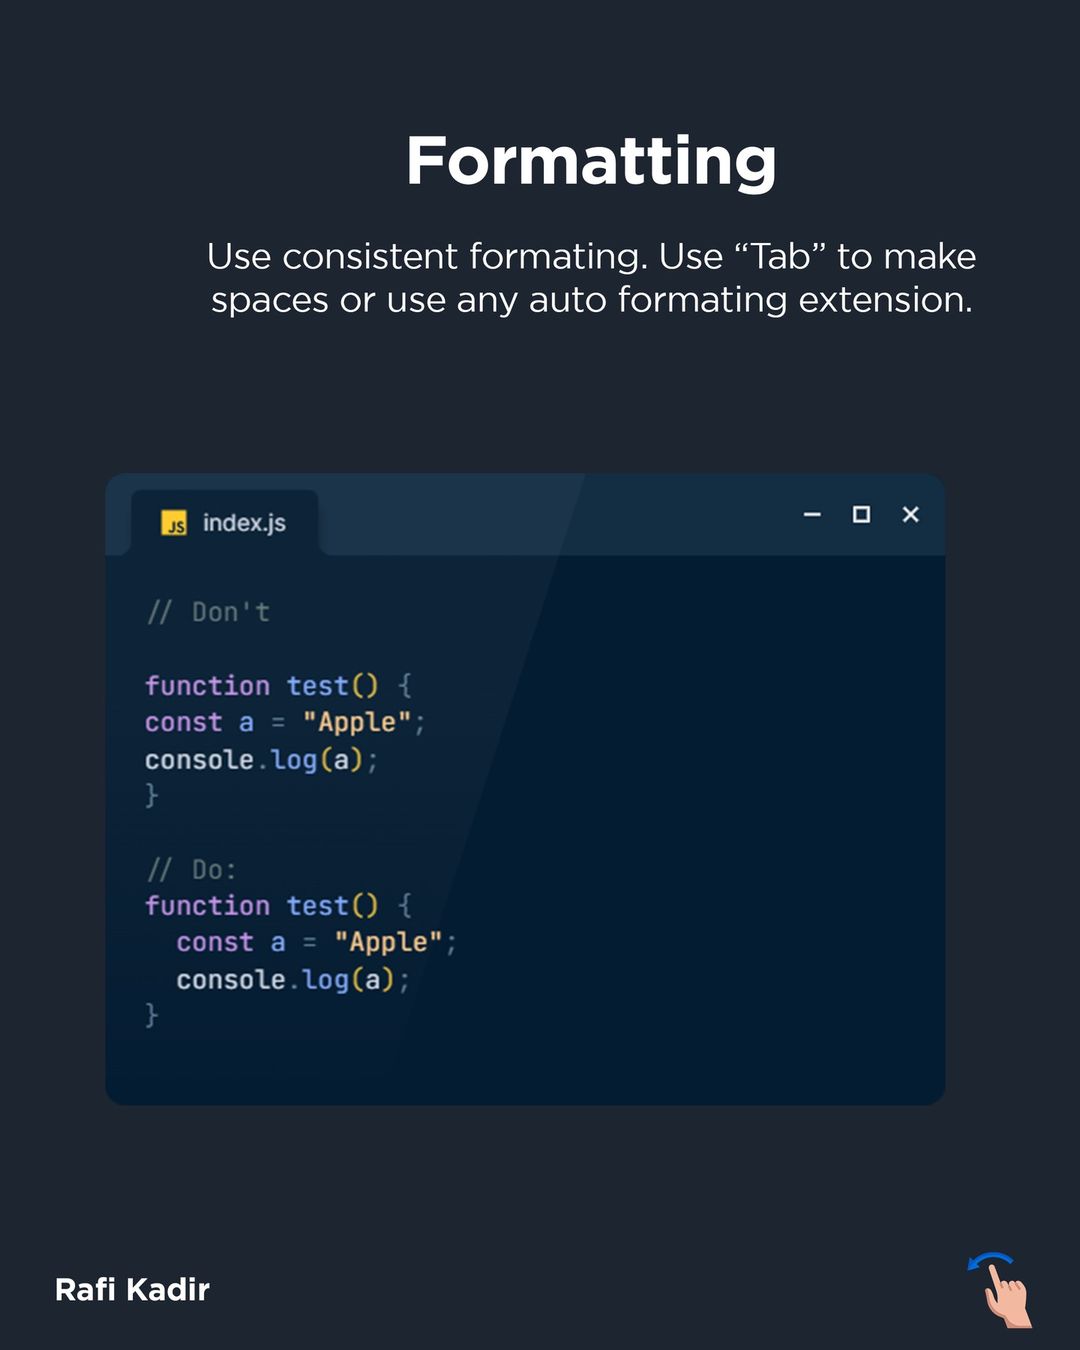 Formatting
Use consistent formating. Use “Tab” to make
spaces or use any auto formating extension.
JS index.js
// Don't
function test() {
const a = "Apple";
console.log(a);
}
// Do:
function test() {
  const a = "Apple";
  console.log(a);
}
Rafi Kadir